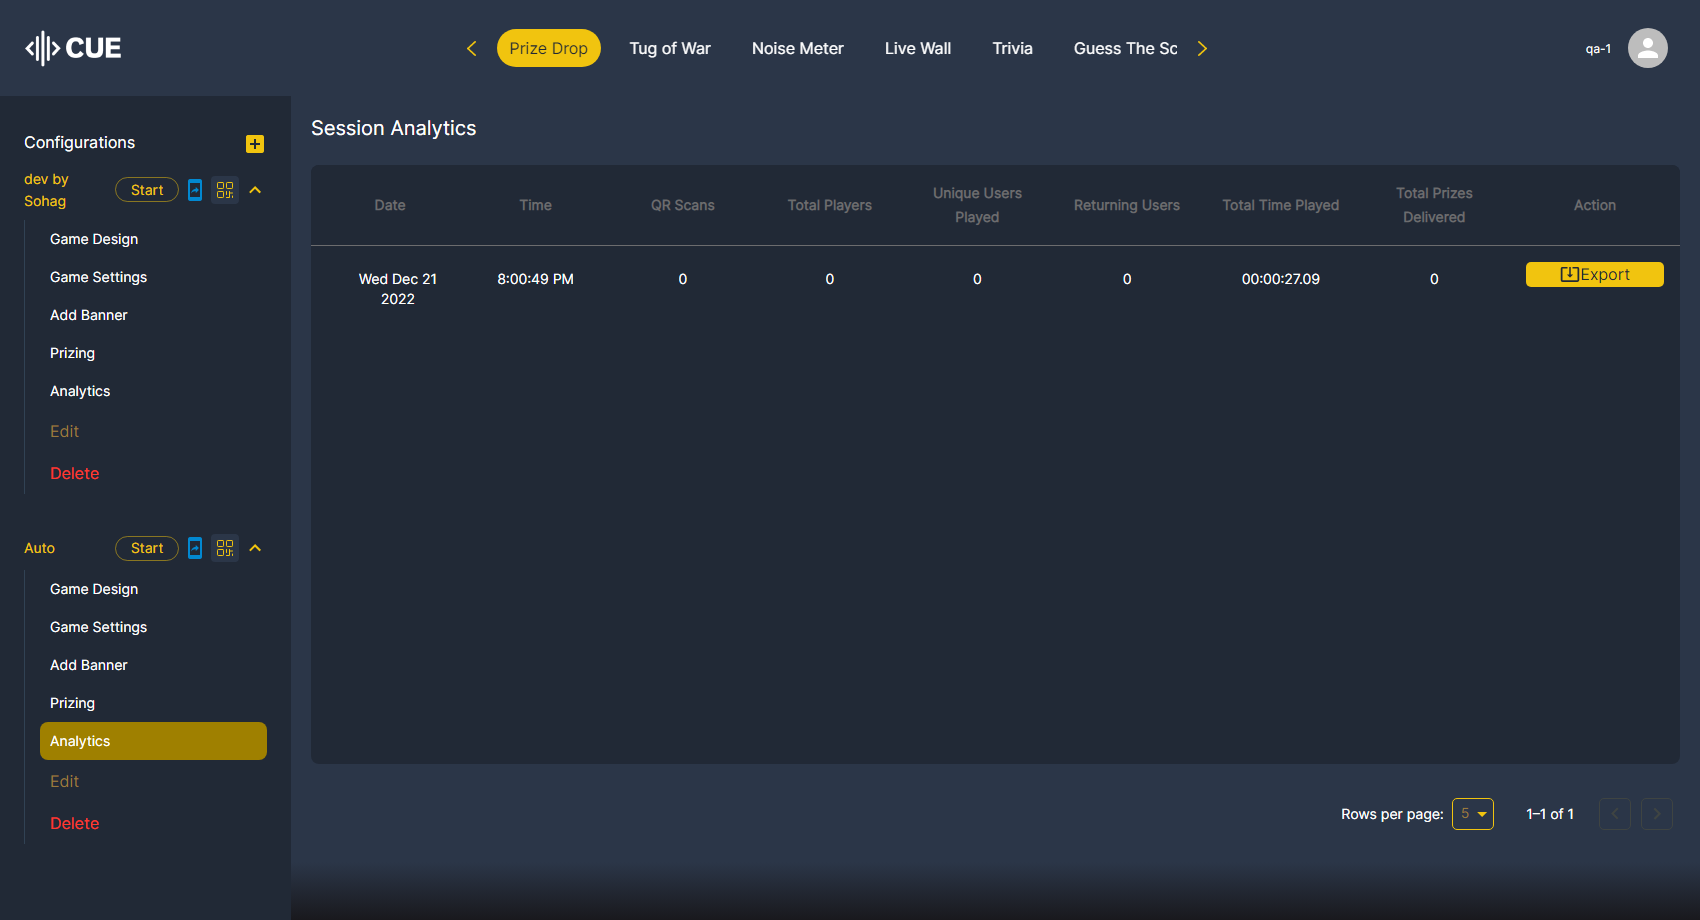 CUE
Prize Drop
Tug of War
Noise Meter
Live Wall
Trivia
Guess The Sc
qa-1
Configurations
dev by
Sohag
Start
Game Design
Game Settings
Add Banner
Prizing
Analytics
Edit
Delete
Auto
Start
Game Design
Game Settings
Add Banner
Prizing
Analytics
Edit
Delete
Session Analytics
Date
Time
QR Scans
Total Players
Unique Users
Played
Returning Users
Total Time Played
Total Prizes
Delivered
Action
Wed Dec 21
2022
8:00:49 PM
0
0
0
0
00:00:27.09
0
Export
Rows per page:
5
1–1 of 1